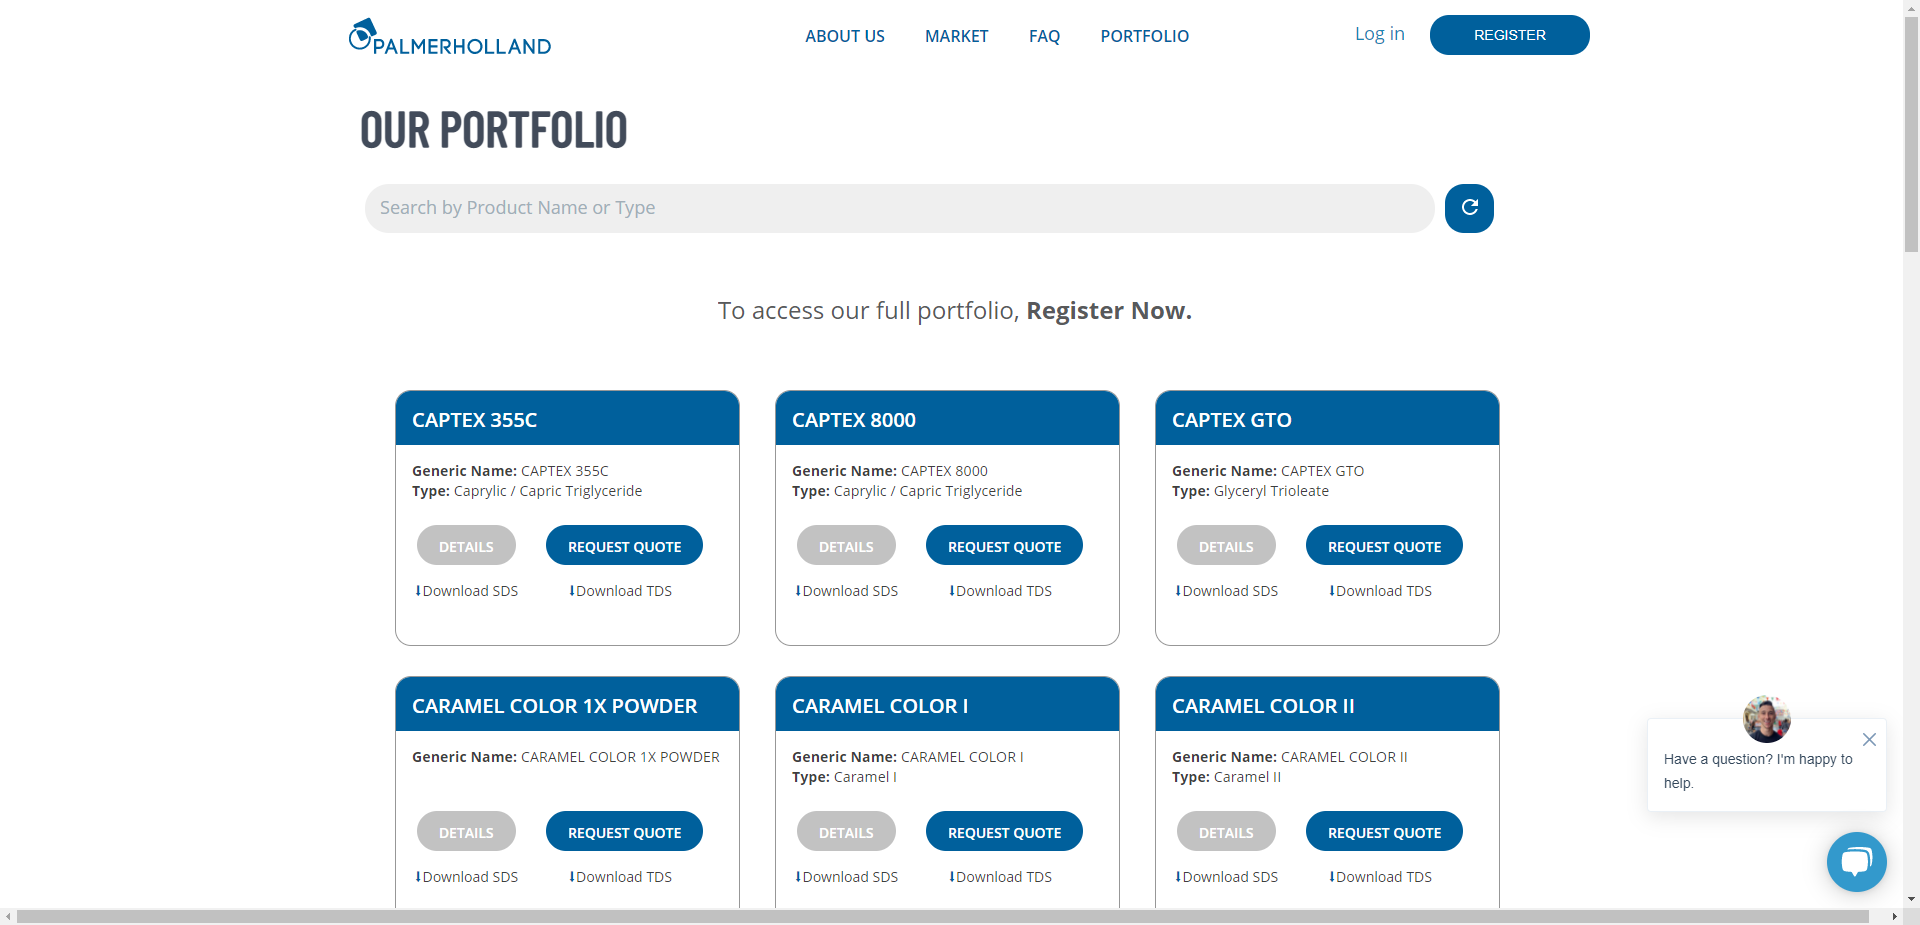 PALMERHOLLAND
ABOUT US
MARKET
FAQ
PORTFOLIO
Log in
REGISTER
OUR PORTFOLIO
Search by Product Name or Type
To access our full portfolio, Register Now.
CAPTEX 355C
Generic Name: CAPTEX 355C
Type: Caprylic / Capric Triglyceride
DETAILS
REQUEST QUOTE
Download SDS
Download TDS
CAPTEX 8000
Generic Name: CAPTEX 8000
Type: Caprylic / Capric Triglyceride
DETAILS
REQUEST QUOTE
Download SDS
Download TDS
CAPTEX GTO
Generic Name: CAPTEX GTO
Type: Glyceryl Trioleate
DETAILS
REQUEST QUOTE
Download SDS
Download TDS
CARAMEL COLOR 1X POWDER
Generic Name: CARAMEL COLOR 1X POWDER
DETAILS
REQUEST QUOTE
Download SDS
Download TDS
CARAMEL COLOR I
Generic Name: CARAMEL COLOR I
Type: Caramel I
DETAILS
REQUEST QUOTE
Download SDS
Download TDS
CARAMEL COLOR II
Generic Name: CARAMEL COLOR II
Type: Caramel II
DETAILS
REQUEST QUOTE
Download SDS
Download TDS
Have a question? I'm happy to
help.